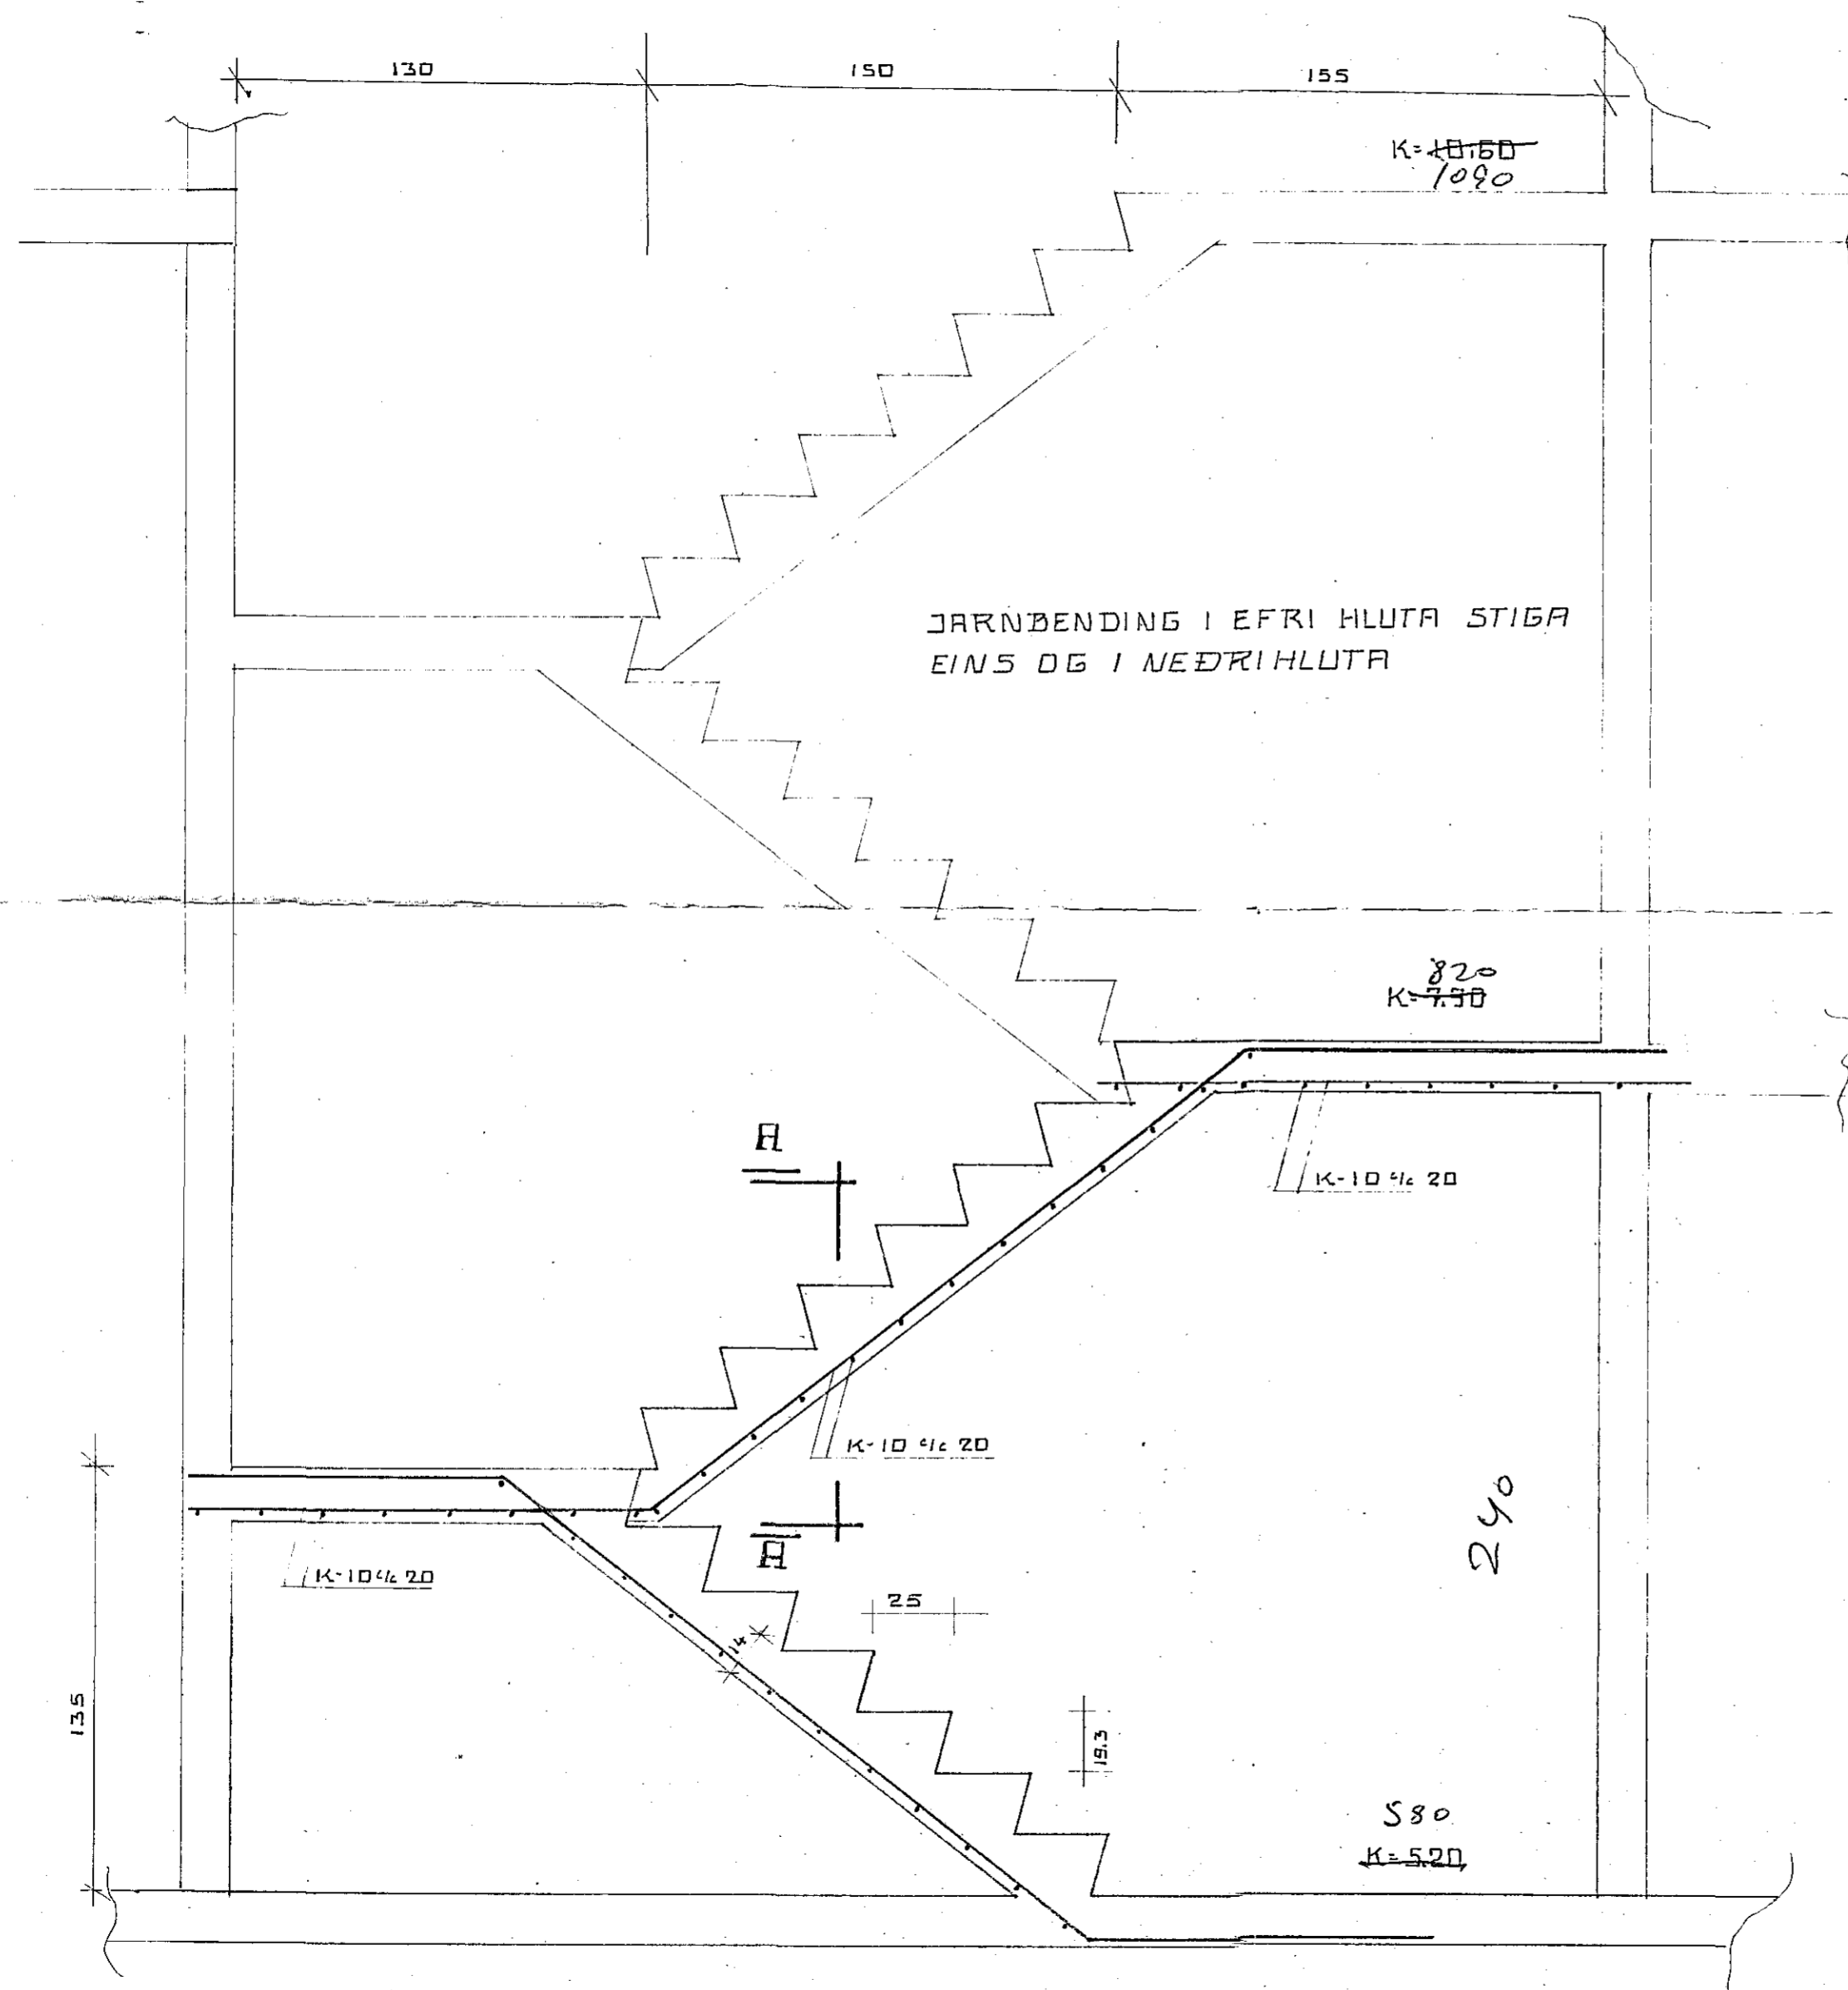 130
150
155
K=10.60
1090
JARNBENDING I EFRI HLUTA STIGA
EINS OG I NEÐRIHLUTA
820
K=7.90
A
K-10 c/c 20
K-10 c/c 20
A
K-10 c/c 20
25
14
240
135
19.3
580
K=5.20